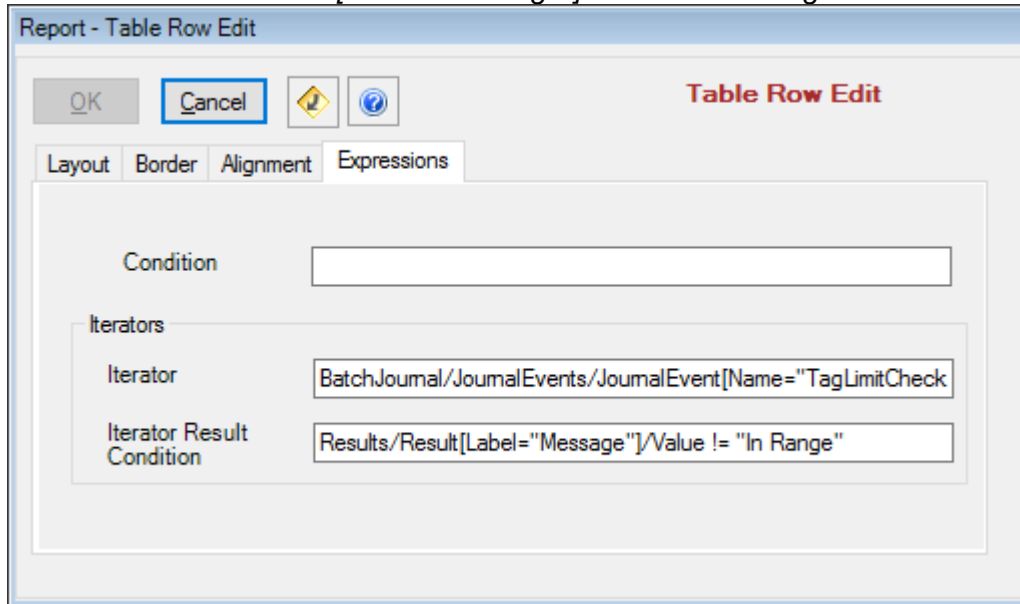 Report - Table Row Edit
OK Cancel Table Row Edit
Layout Border Alignment Expressions
Condition
Iterators
Iterator BatchJournal/JournalEvents/JournalEvent[Name="TagLimitCheck
Iterator Result Condition Results/Result[Label="Message"]/Value != "In Range"